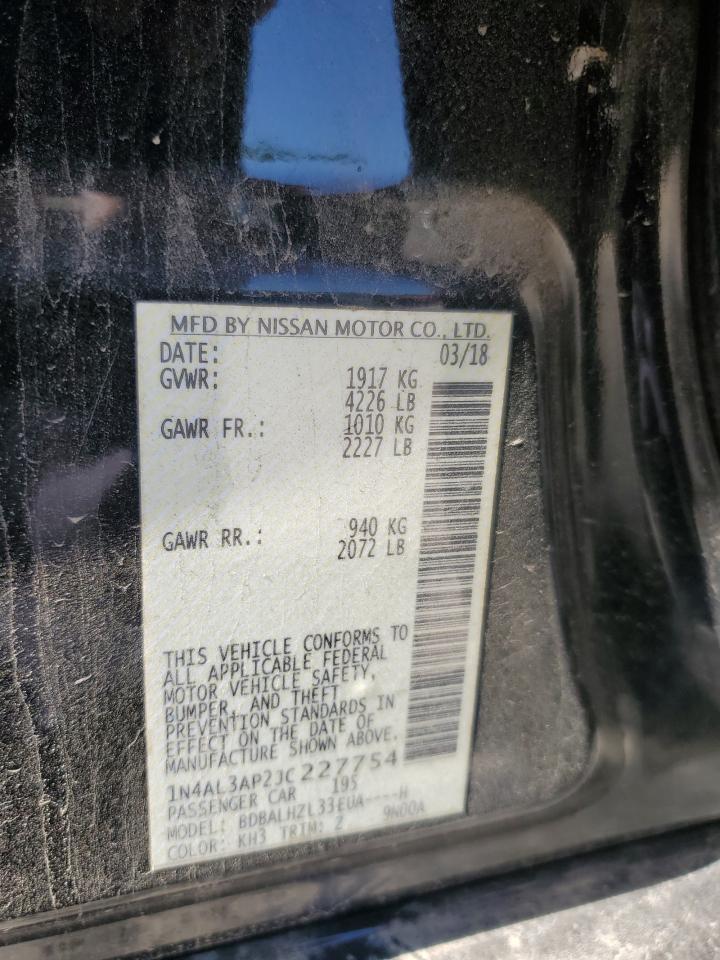 MFD BY NISSAN MOTOR CO., LTD.
DATE: 03/18
GVWR: 1917 KG
4226 LB
GAWR FR.: 1010 KG
2227 LB
GAWR RR.: 940 KG
2072 LB
THIS VEHICLE CONFORMS TO
ALL APPLICABLE FEDERAL
MOTOR VEHICLE SAFETY,
BUMPER, AND THEFT
PREVENTION STANDARDS IN
EFFECT ON THE DATE OF
MANUFACTURE SHOWN ABOVE.
1N4AL3AP2JC227754
PASSENGER CAR 195
MODEL: BDBALHZL33EUA----H
COLOR: KH3 TRIM: Z 9N00A